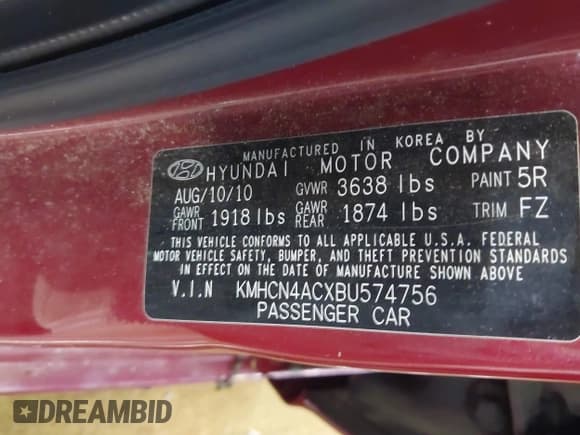 MANUFACTURED IN KOREA BY
HYUNDAI MOTOR COMPANY
AUG/10/10 GVWR 3638 lbs PAINT 5R
GAWR FRONT 1918 lbs GAWR REAR 1874 lbs TRIM FZ
THIS VEHICLE CONFORMS TO ALL APPLICABLE U.S.A. FEDERAL
MOTOR VEHICLE SAFETY, BUMPER, AND THEFT PREVENTION STANDARDS
IN EFFECT ON THE DATE OF MANUFACTURE SHOWN ABOVE
V.I.N KMHCN4ACXBU574756
PASSENGER CAR
DREAMBID